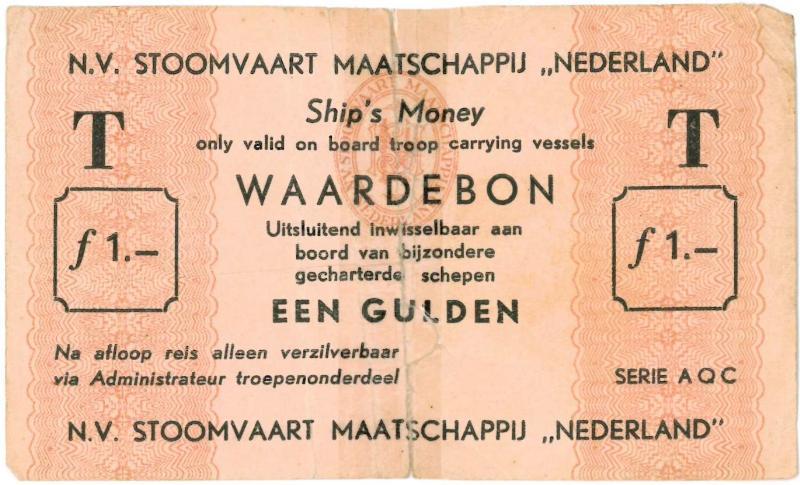 N.V. STOOMVAART MAATSCHAPPIJ „NEDERLAND”
T
T
Ship's Money
only valid on board troop carrying vessels
WAARDEBON
Uitsluitend inwisselbaar aan
boord van bijzondere
gecharterde schepen
ƒ 1.–
ƒ 1.–
EEN GULDEN
Na afloop reis alleen verzilverbaar
via Administrateur troepenonderdeel
SERIE AQC
N.V. STOOMVAART MAATSCHAPPIJ „NEDERLAND”